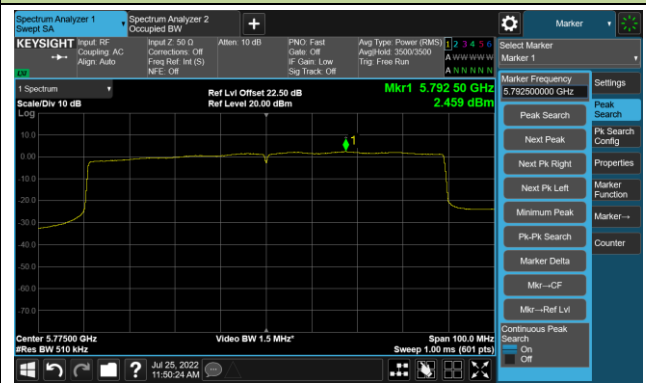 Spectrum Analyzer 1
Swept SA
Spectrum Analyzer 2
Occupied BW
+
Marker
KEYSIGHT
Input: RF
Coupling: AC
Align: Auto
Input Z: 50 Ω
Corrections: Off
Freq Ref: Int (S)
NFE: Off
Atten: 10 dB
PNO: Fast
Gate: Off
IF Gain: Low
Sig Track: Off
Avg Type: Power (RMS)
Avg|Hold: 3500/3500
Trig: Free Run
1 2 3 4 5 6
A W W W W W
A N N N N N
Select Marker
Marker 1
1 Spectrum
Scale/Div 10 dB
Log
Ref Lvl Offset 22.50 dB
Ref Level 20.00 dBm
Mkr1 5.792 50 GHz
2.459 dBm
Marker Frequency
5.792500000 GHz
Settings
Peak Search
Peak
Search
Next Peak
Pk Search
Config
Next Pk Right
Properties
Next Pk Left
Marker
Function
Minimum Peak
Marker→
Pk-Pk Search
Counter
Marker Delta
Mkr→CF
Mkr→Ref Lvl
Continuous Peak
Search
On
Off
10.0
0.00
-10.0
-20.0
-30.0
-40.0
-50.0
-60.0
-70.0
1
Center 5.77500 GHz
#Res BW 510 kHz
Video BW 1.5 MHz*
Span 100.0 MHz
Sweep 1.00 ms (601 pts)
?
Jul 25, 2022
11:50:24 AM